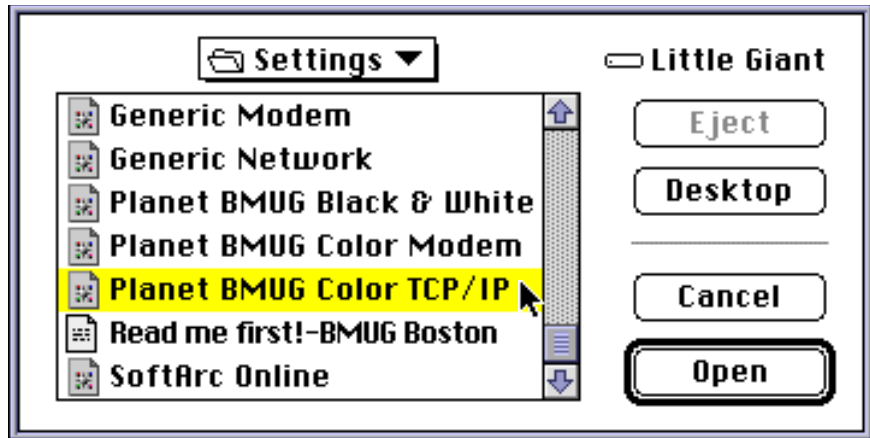 Settings
Little Giant
Generic Modem
Generic Network
Planet BMUG Black & White
Planet BMUG Color Modem
Planet BMUG Color TCP/IP
Read me first!-BMUG Boston
SoftArc Online
Eject
Desktop
Cancel
Open